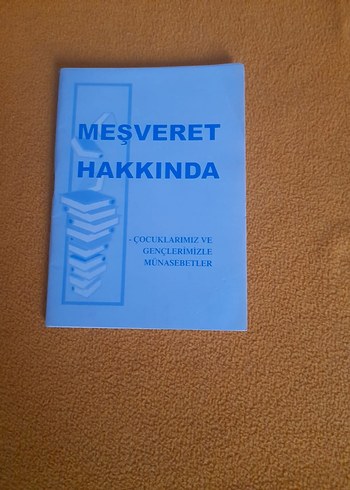 MEŞVERET
HAKKINDA
- ÇOCUKLARIMIZ VE
GENÇLERİMİZLE
MÜNASEBETLER